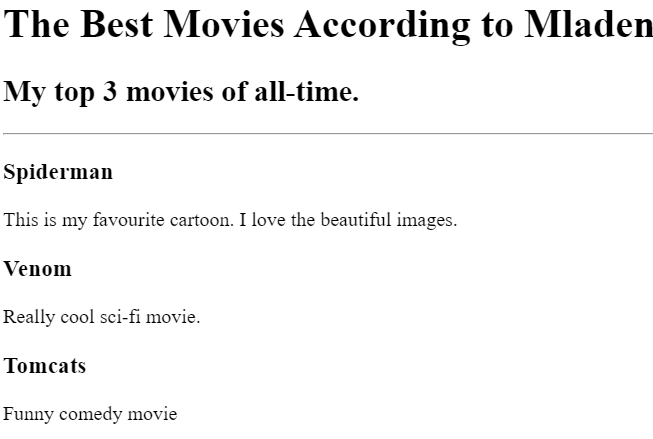 The Best Movies According to Mladen
My top 3 movies of all-time.
Spiderman
This is my favourite cartoon. I love the beautiful images.
Venom
Really cool sci-fi movie.
Tomcats
Funny comedy movie